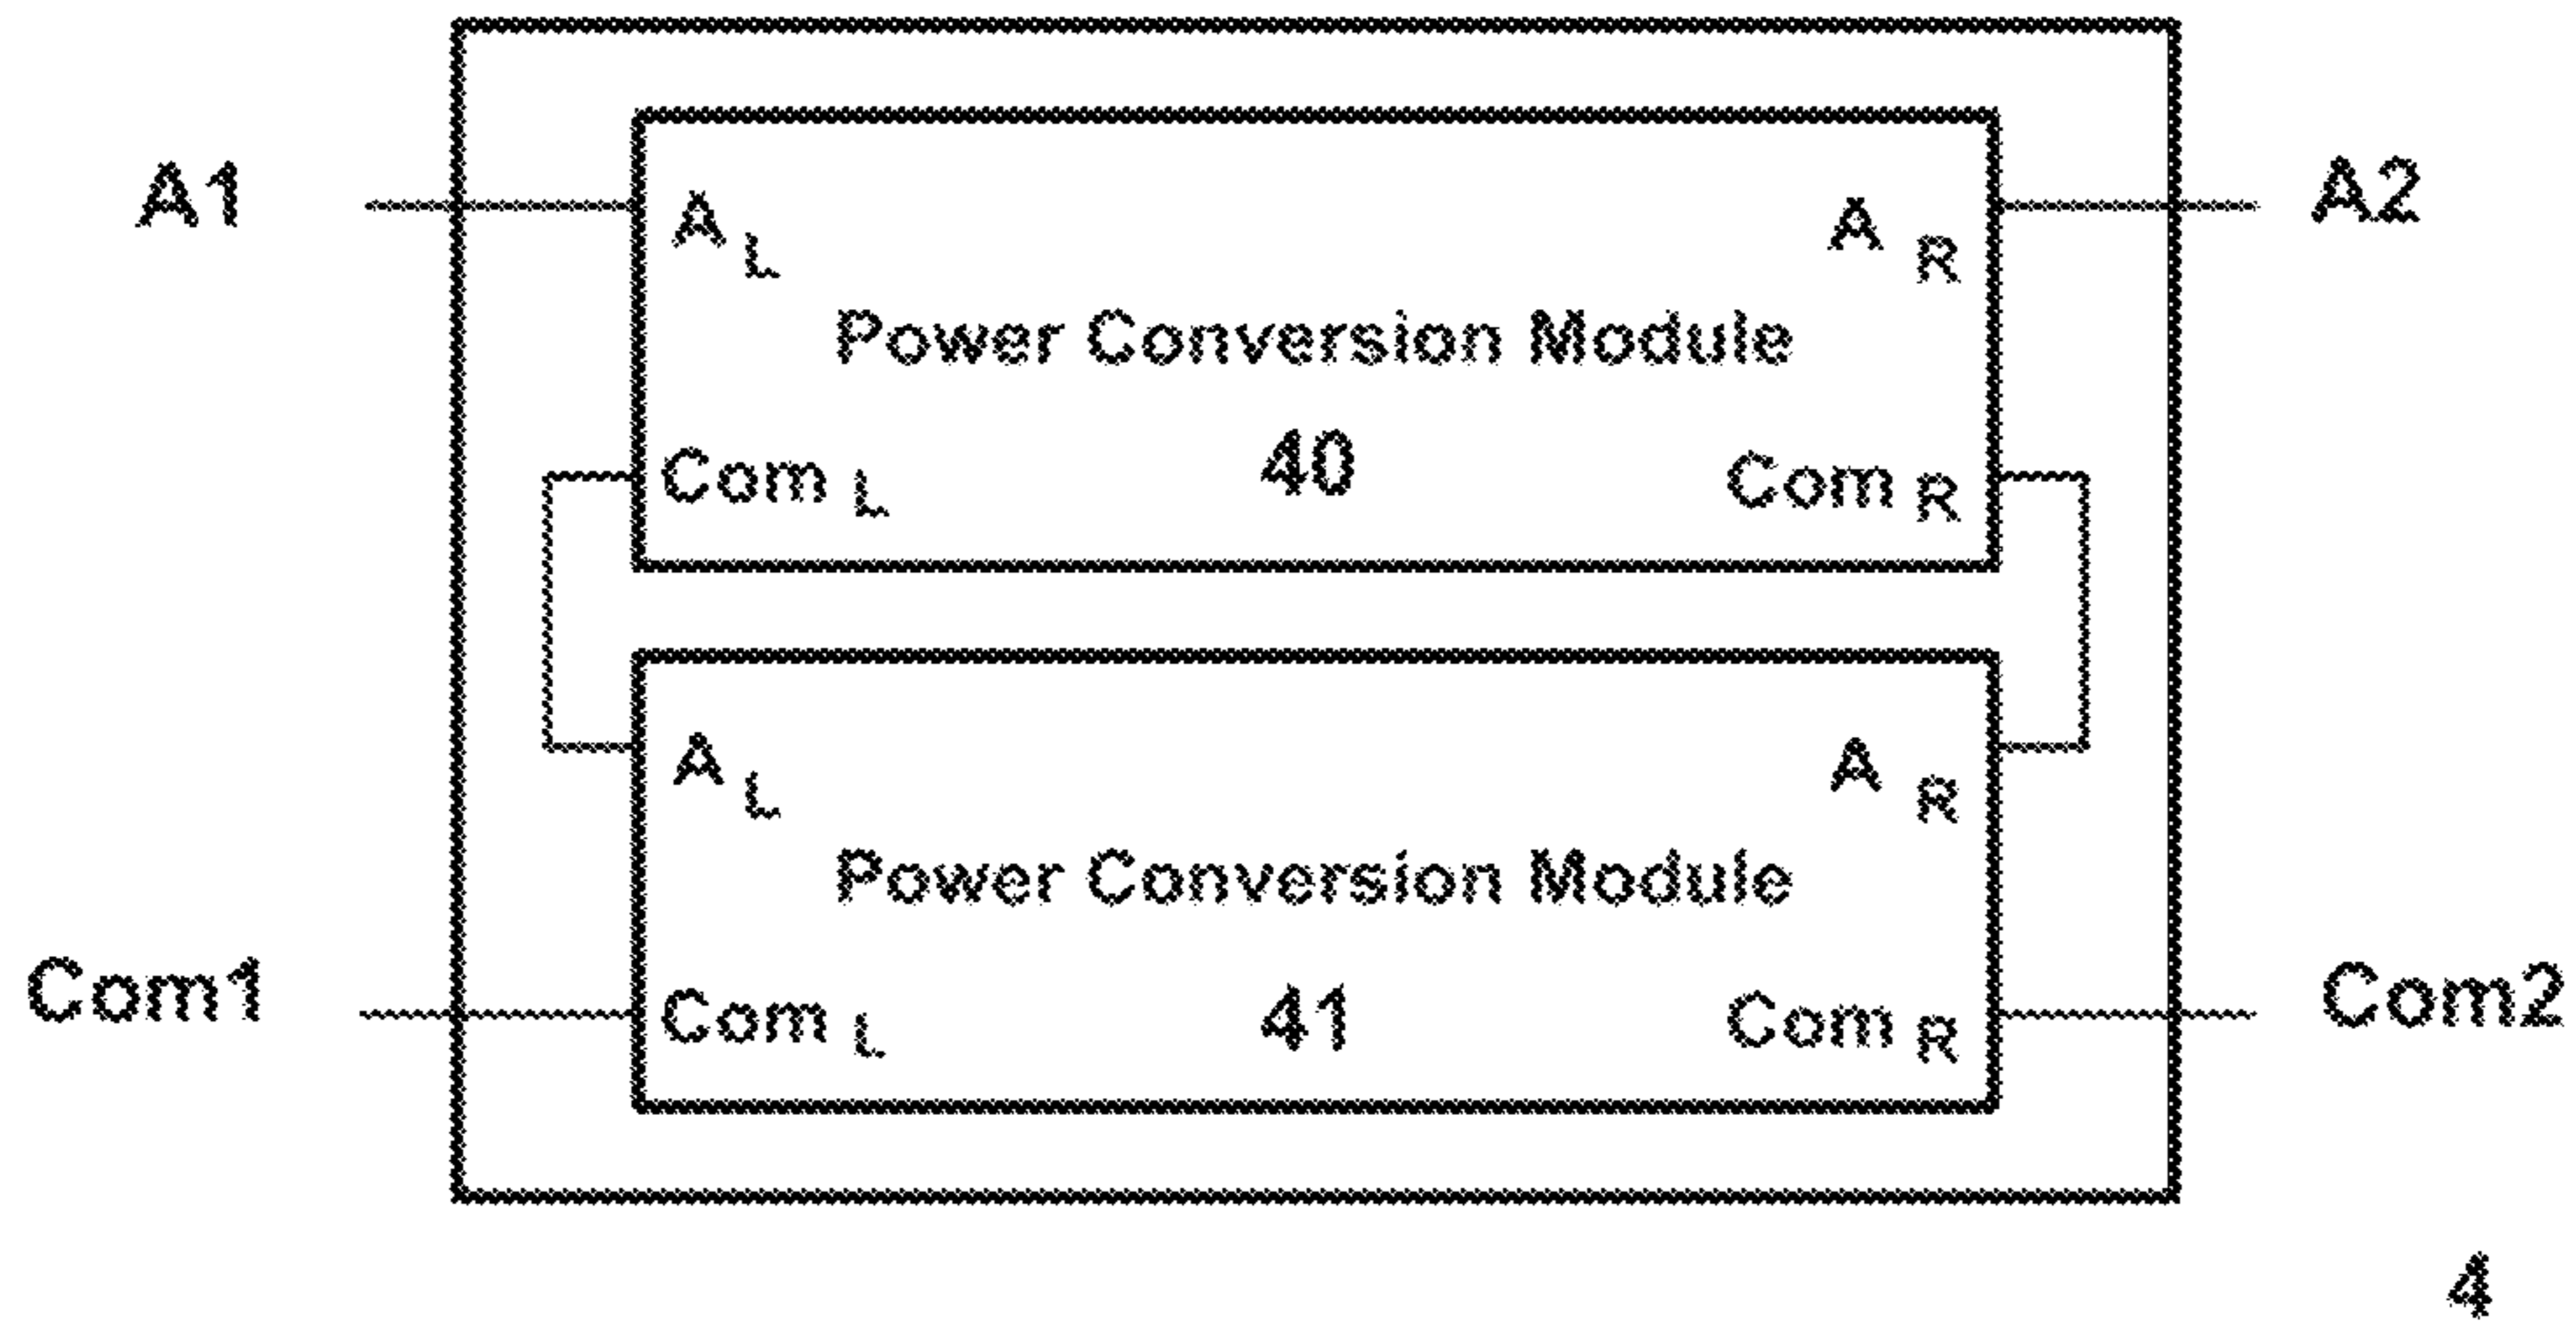 A1 A L A R A2
Power Conversion Module
Com L 40 Com R
A L A R
Power Conversion Module
Com1 Com L 41 Com R Com2
4